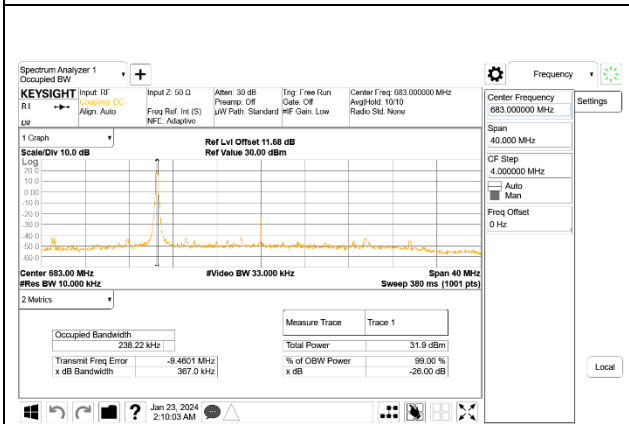 Spectrum Analyzer 1
Occupied BW
+
Frequency
KEYSIGHT Input: RF Input Z: 50 Ω Atten: 30 dB Trig: Free Run Center Freq: 683.000000 MHz
RL Coupling: DC Preamp: Off Gate: Off Avg|Hold: 10/10
Align: Auto Freq Ref: Int (S) µW Path: Standard #IF Gain: Low Radio Std: None
NFE: Adaptive
Center Frequency
683.000000 MHz
Settings
Span
40.000 MHz
CF Step
4.000000 MHz
Auto
Man
Freq Offset
0 Hz
1 Graph
Ref Lvl Offset 11.68 dB
Scale/Div 10.0 dB Ref Value 30.00 dBm
Log
20.0
10.0
0.00
-10.0
-20.0
-30.0
-40.0
-50.0
-60.0
Center 683.00 MHz #Video BW 33.000 kHz Span 40 MHz
#Res BW 10.000 kHz Sweep 380 ms (1001 pts)
2 Metrics
Measure Trace Trace 1
Occupied Bandwidth
238.22 kHz
Total Power 31.9 dBm
Transmit Freq Error -9.4601 MHz % of OBW Power 99.00 %
x dB Bandwidth 367.0 kHz x dB -26.00 dB
Local
? Jan 23, 2024
2:10:03 AM